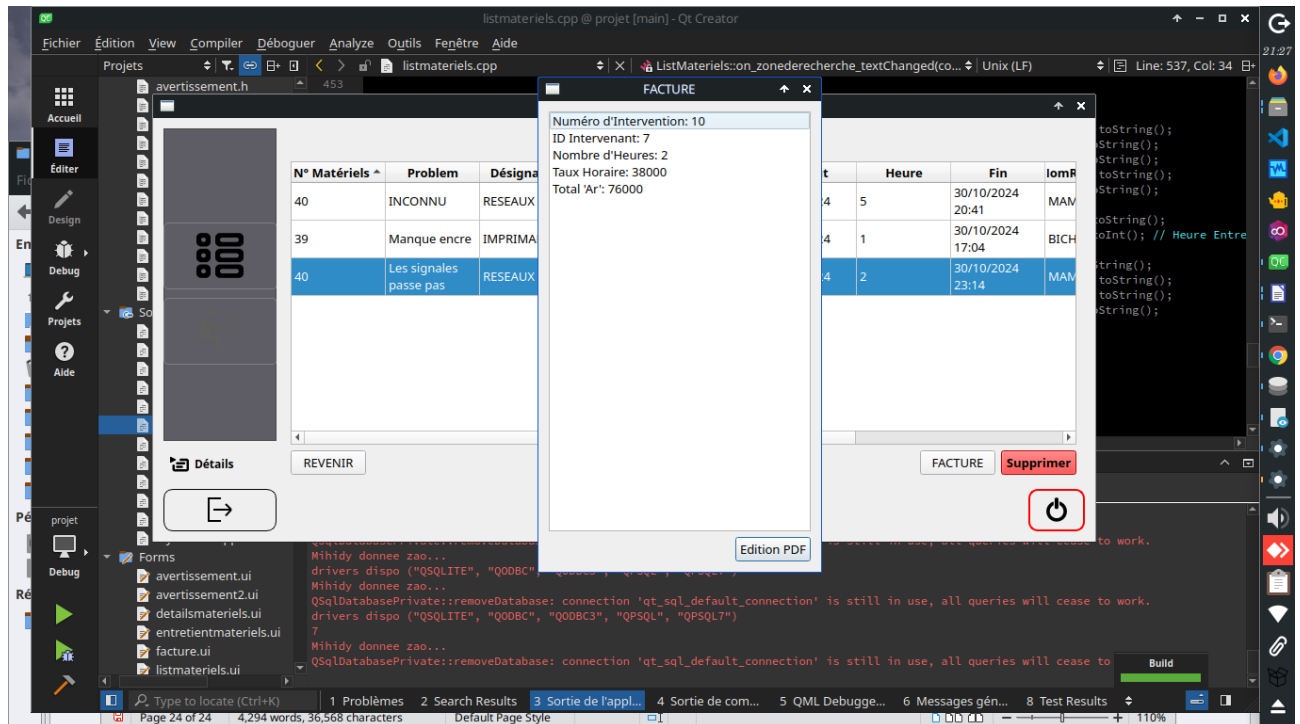 listmateriels.cpp @ projet [main] - Qt Creator
Fichier Édition View Compiler Déboguer Analyze Outils Fenêtre Aide
21:27
Projets
listmateriels.cpp
ListMateriels::on_zonederecherche_textChanged(co...
Unix (LF)
Line: 537, Col: 34
Accueil
Éditer
Design
Debug
Projets
Aide
projet
Debug
avertissement.h
453
FACTURE
Numéro d'Intervention: 10
ID Intervenant: 7
Nombre d'Heures: 2
Taux Horaire: 38000
Total 'Ar': 76000
Edition PDF
N° Matériels Problem Désigna
Heure Fin
40 INCONNU RESEAUX 5 30/10/2024 20:41 MAM
39 Manque encre IMPRIMA 1 30/10/2024 17:04 BICH
40 Les signales passe pas RESEAUX 2 30/10/2024 23:14 MAM
Détails
REVENIR
FACTURE
Supprimer
toString();
toString();
oInt(); // Heure Entre
toString();
toString();
Forms
avertissement.ui
avertissement2.ui
detailsmateriels.ui
entretientmateriels.ui
facture.ui
listmateriels.ui
Mihidy donnee zao...
drivers dispo ("QSQLITE", "QODBC", "QODBC3", "QPSQL", "QPSQL7")
Mihidy donnee zao...
QSqlDatabasePrivate::removeDatabase: connection 'qt_sql_default_connection' is still in use, all queries will cease to work.
drivers dispo ("QSQLITE", "QODBC", "QODBC3", "QPSQL", "QPSQL7")
7
Mihidy donnee zao...
QSqlDatabasePrivate::removeDatabase: connection 'qt_sql_default_connection' is still in use, all queries will cease to
Build
Type to locate (Ctrl+K)
1 Problèmes 2 Search Results 3 Sortie de l'appl... 4 Sortie de com... 5 QML Debugge... 6 Messages gén... 8 Test Results
Page 24 of 24 4,294 words, 36,568 characters Default Page Style 110%